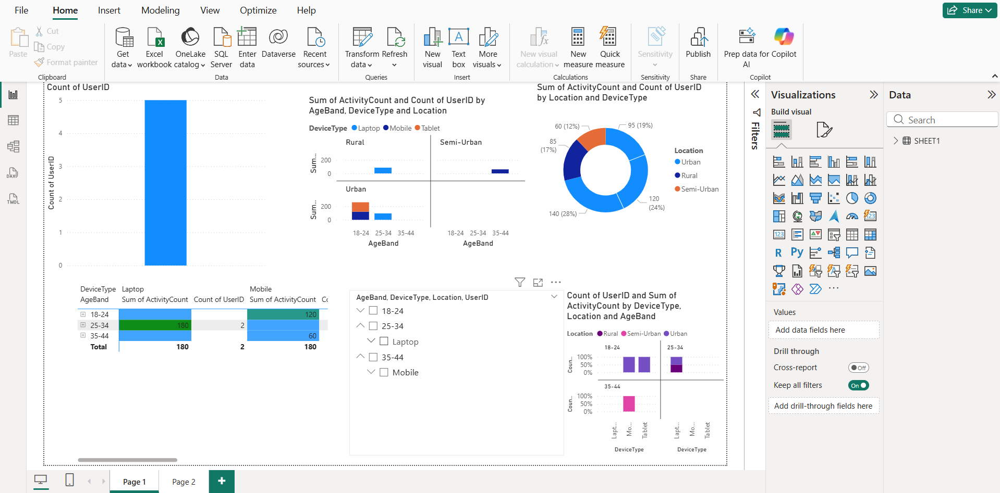 File Home Insert Modeling View Optimize Help Share
Paste Cut Copy Format painter
Clipboard
Get data Excel workbook OneLake catalog SQL Server Enter data Dataverse Recent sources
Data
Transform data Refresh
Queries
New visual Text box More visuals
Insert
New visual calculation New measure Quick measure
Calculations
Sensitivity
Sensitivity
Publish
Share
Prep data for AI Copilot
Copilot
DAX
TMDL
Count of UserID
Count of UserID
5
4
3
2
1
0
Sum of ActivityCount and Count of UserID by
AgeBand, DeviceType and Location
DeviceType Laptop Mobile Tablet
Rural Semi-Urban
Sum...
200
0
Urban
Sum...
200
0
18-24 25-34 35-44 18-24 25-34 35-44
AgeBand AgeBand
Sum of ActivityCount and Count of UserID
by Location and DeviceType
60 (12%) 95 (19%)
85
(17%)
120
(24%)
140 (28%)
Location
Urban
Rural
Semi-Urban
DeviceType Laptop Mobile
AgeBand Sum of ActivityCount Count of UserID Sum of ActivityCount Co
18-24 120
25-34 180 2
35-44 60
Total 180 2 180
AgeBand, DeviceType, Location, UserID
18-24
25-34
Laptop
35-44
Mobile
Count of UserID and Sum of
ActivityCount by DeviceType,
Location and AgeBand
Location Rural Semi-Urban Urban
18-24 25-34
Coun...
100%
50%
0%
35-44
Coun...
100%
50%
0%
Lapt... Mo... Tablet Lapt... Mo... Tablet
DeviceType DeviceType
Filters
Visualizations
Build visual
123
123
R Py
Values
Add data fields here
Drill through
Cross-report Off
Keep all filters On
Add drill-through fields here
Data
Search
SHEET1
Page 1 Page 2 +